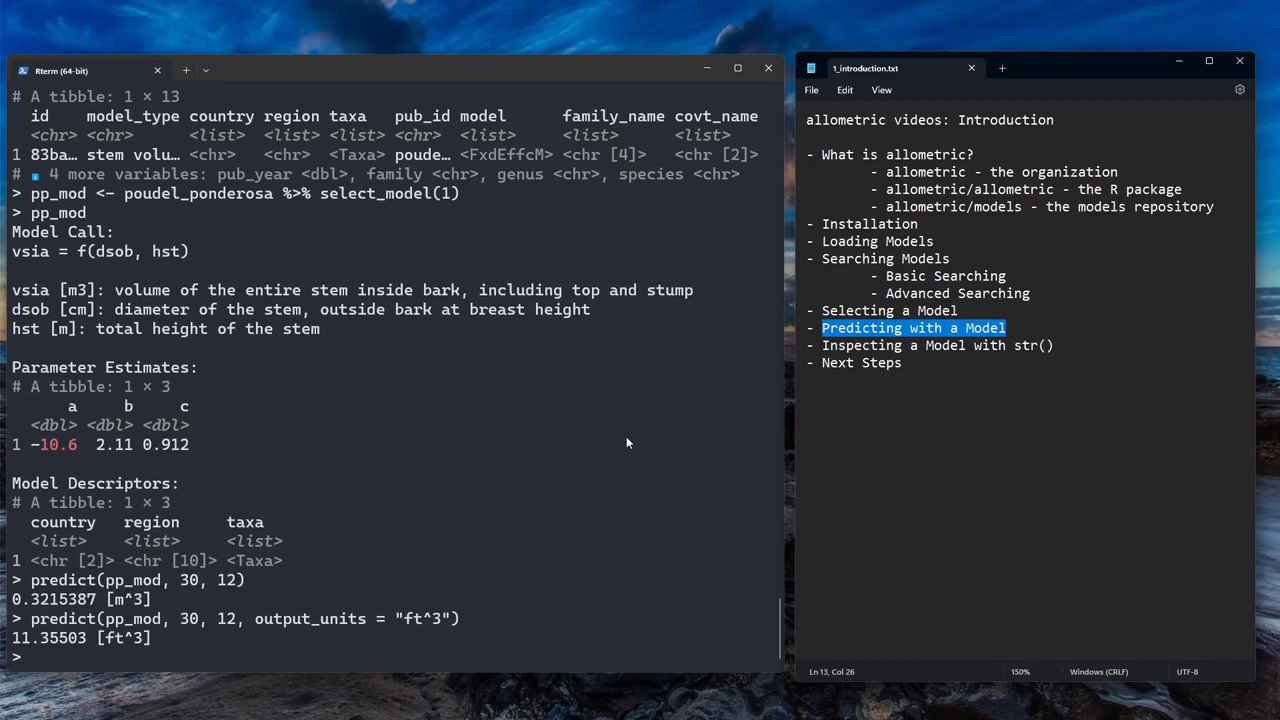 Rterm (64-bit)
# A tibble: 1 × 13
id model_type country region taxa pub_id model family_name covt_name
<chr> <chr> <list> <list> <list> <chr> <list> <list> <list>
1 83ba… stem volu… <chr> <chr> <Taxa> poude… <FxdEffcM> <chr [4]> <chr [2]>
# ℹ 4 more variables: pub_year <dbl>, family <chr>, genus <chr>, species <chr>
> pp_mod <- poudel_ponderosa %>% select_model(1)
> pp_mod
Model Call:
vsia = f(dsob, hst)
vsia [m3]: volume of the entire stem inside bark, including top and stump
dsob [cm]: diameter of the stem, outside bark at breast height
hst [m]: total height of the stem
Parameter Estimates:
# A tibble: 1 × 3
a b c
<dbl> <dbl> <dbl>
1 -10.6 2.11 0.912
Model Descriptors:
# A tibble: 1 × 3
country region taxa
<list> <list> <list>
1 <chr [2]> <chr [10]> <Taxa>
> predict(pp_mod, 30, 12)
0.3215387 [m^3]
> predict(pp_mod, 30, 12, output_units = "ft^3")
11.35503 [ft^3]
>
1_introduction.txt
File Edit View
allometric videos: Introduction
- What is allometric?
- allometric - the organization
- allometric/allometric - the R package
- allometric/models - the models repository
- Installation
- Loading Models
- Searching Models
- Basic Searching
- Advanced Searching
- Selecting a Model
- Predicting with a Model
- Inspecting a Model with str()
- Next Steps
Ln 13, Col 26 150% Windows (CRLF) UTF-8